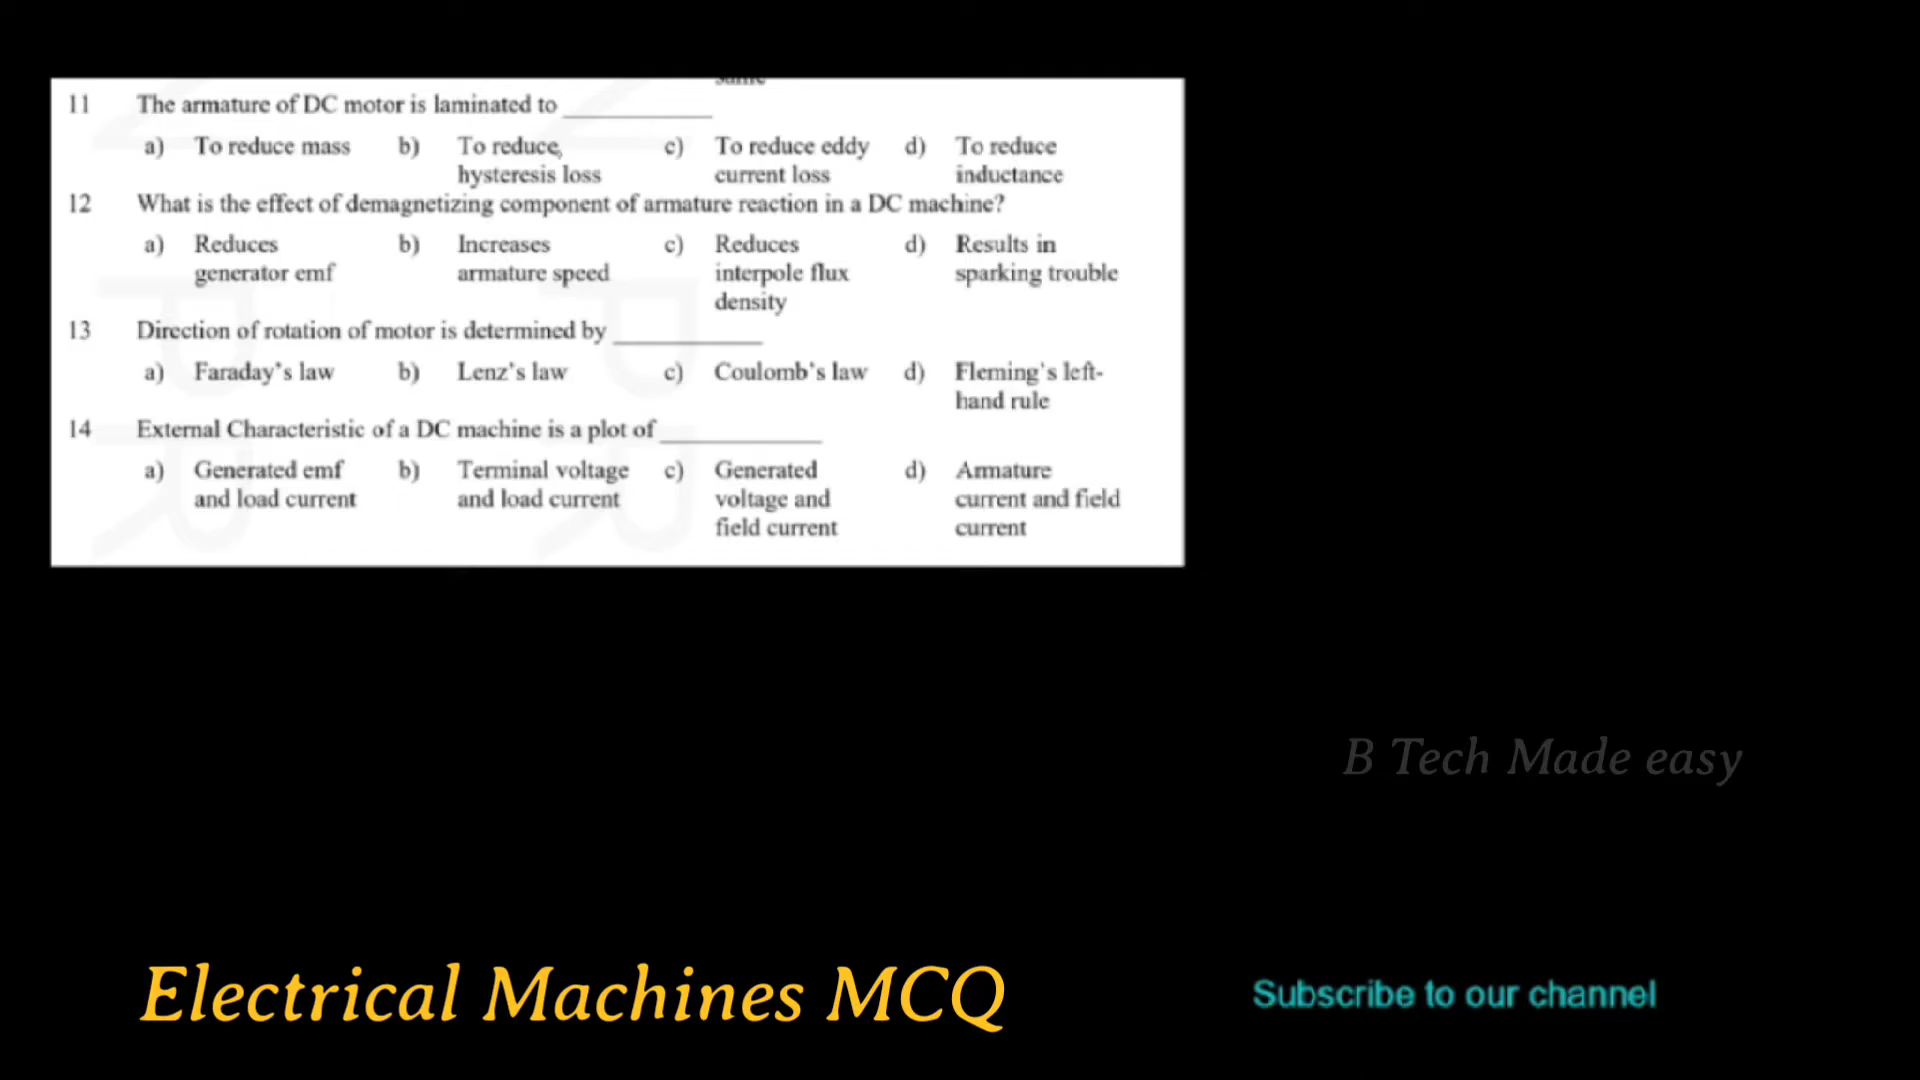 same
11 The armature of DC motor is laminated to ____________
a) To reduce mass b) To reduce, c) To reduce eddy d) To reduce
hysteresis loss current loss inductance
12 What is the effect of demagnetizing component of armature reaction in a DC machine?
a) Reduces b) Increases c) Reduces d) Results in
generator emf armature speed interpole flux sparking trouble
density
13 Direction of rotation of motor is determined by ____________
a) Faraday's law b) Lenz's law c) Coulomb's law d) Fleming's left-
hand rule
14 External Characteristic of a DC machine is a plot of ____________
a) Generated emf b) Terminal voltage c) Generated d) Armature
and load current and load current voltage and current and field
field current current
B Tech Made easy
Electrical Machines MCQ
Subscribe to our channel